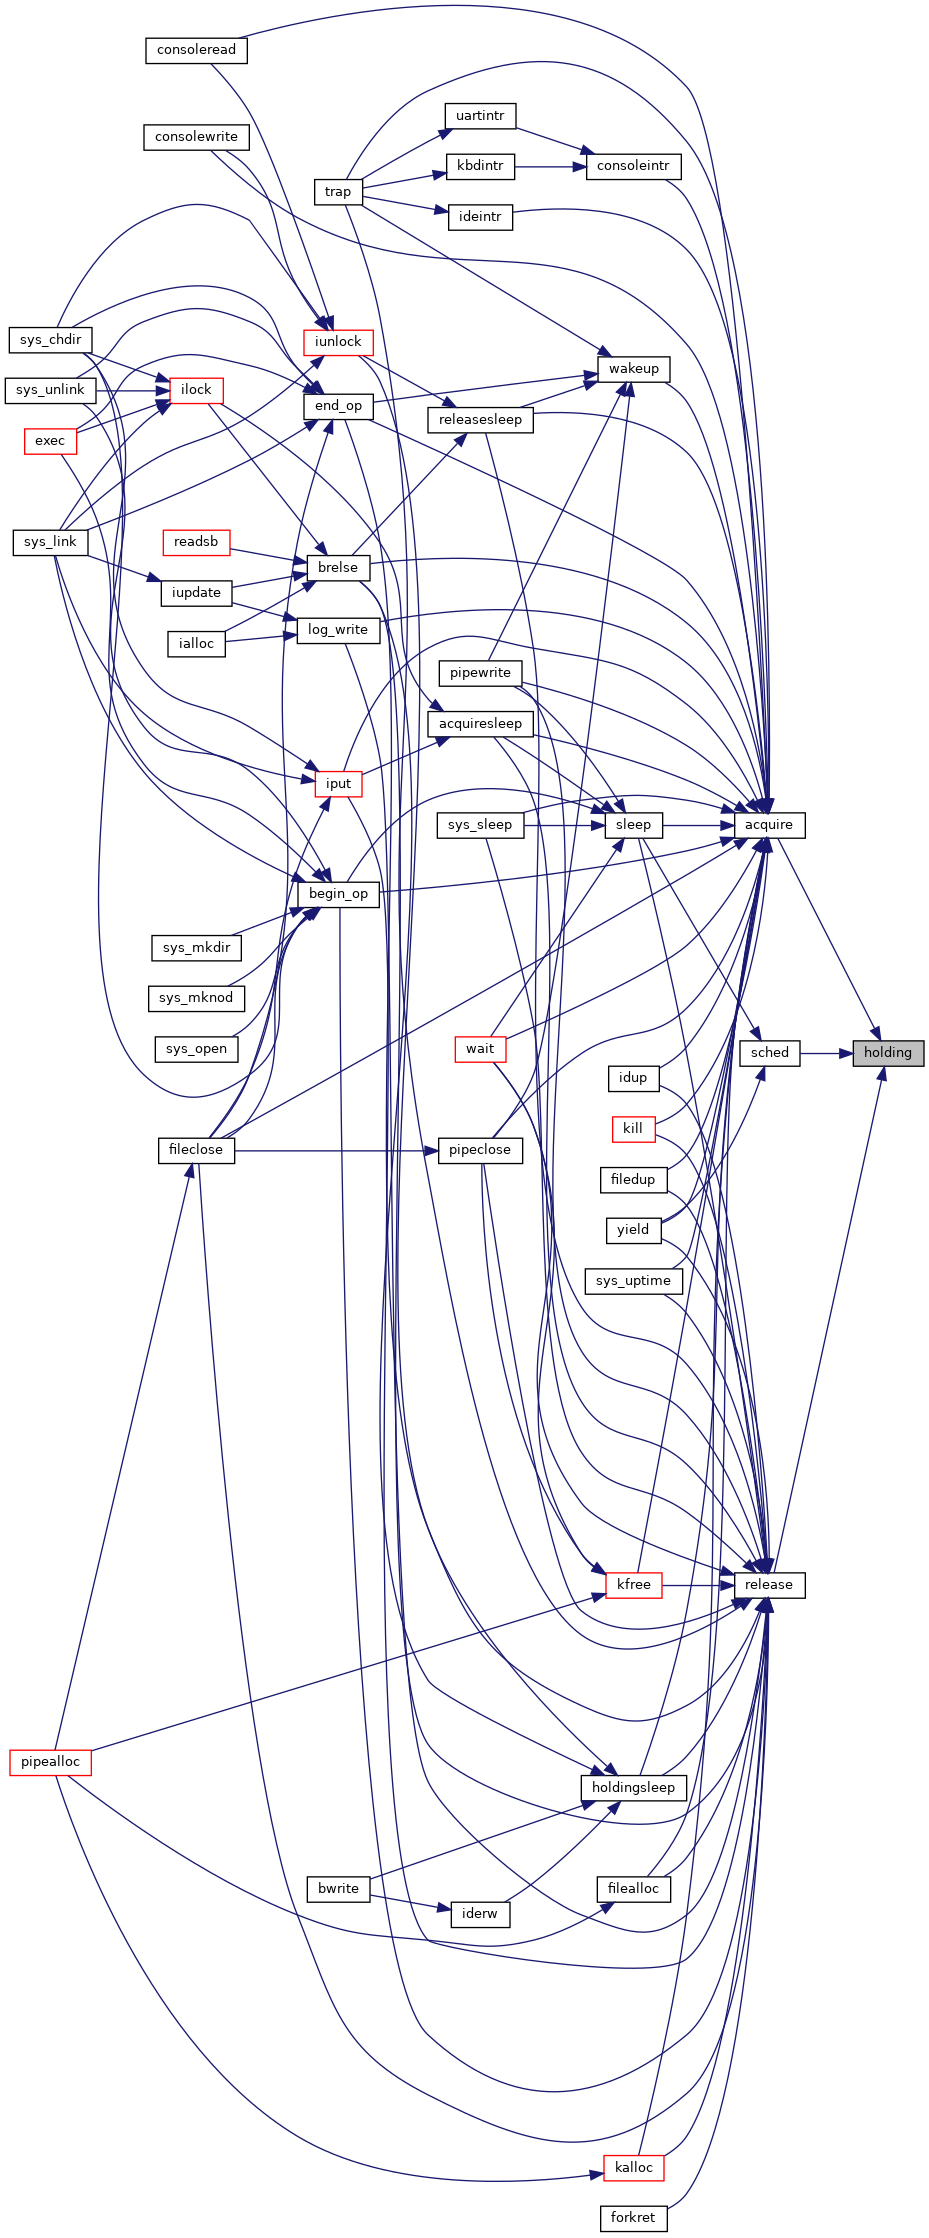 consoleread
uartintr
consolewrite
kbdintr
consoleintr
trap
ideintr
sys_chdir
iunlock
wakeup
sys_unlink
ilock
end_op
releasesleep
exec
sys_link
readsb
brelse
iupdate
log_write
ialloc
pipewrite
acquiresleep
iput
sys_sleep
sleep
acquire
begin_op
sys_mkdir
sys_mknod
sys_open
wait
sched
holding
idup
kill
fileclose
pipeclose
filedup
yield
sys_uptime
kfree
release
pipealloc
holdingsleep
bwrite
filealloc
iderw
kalloc
forkret